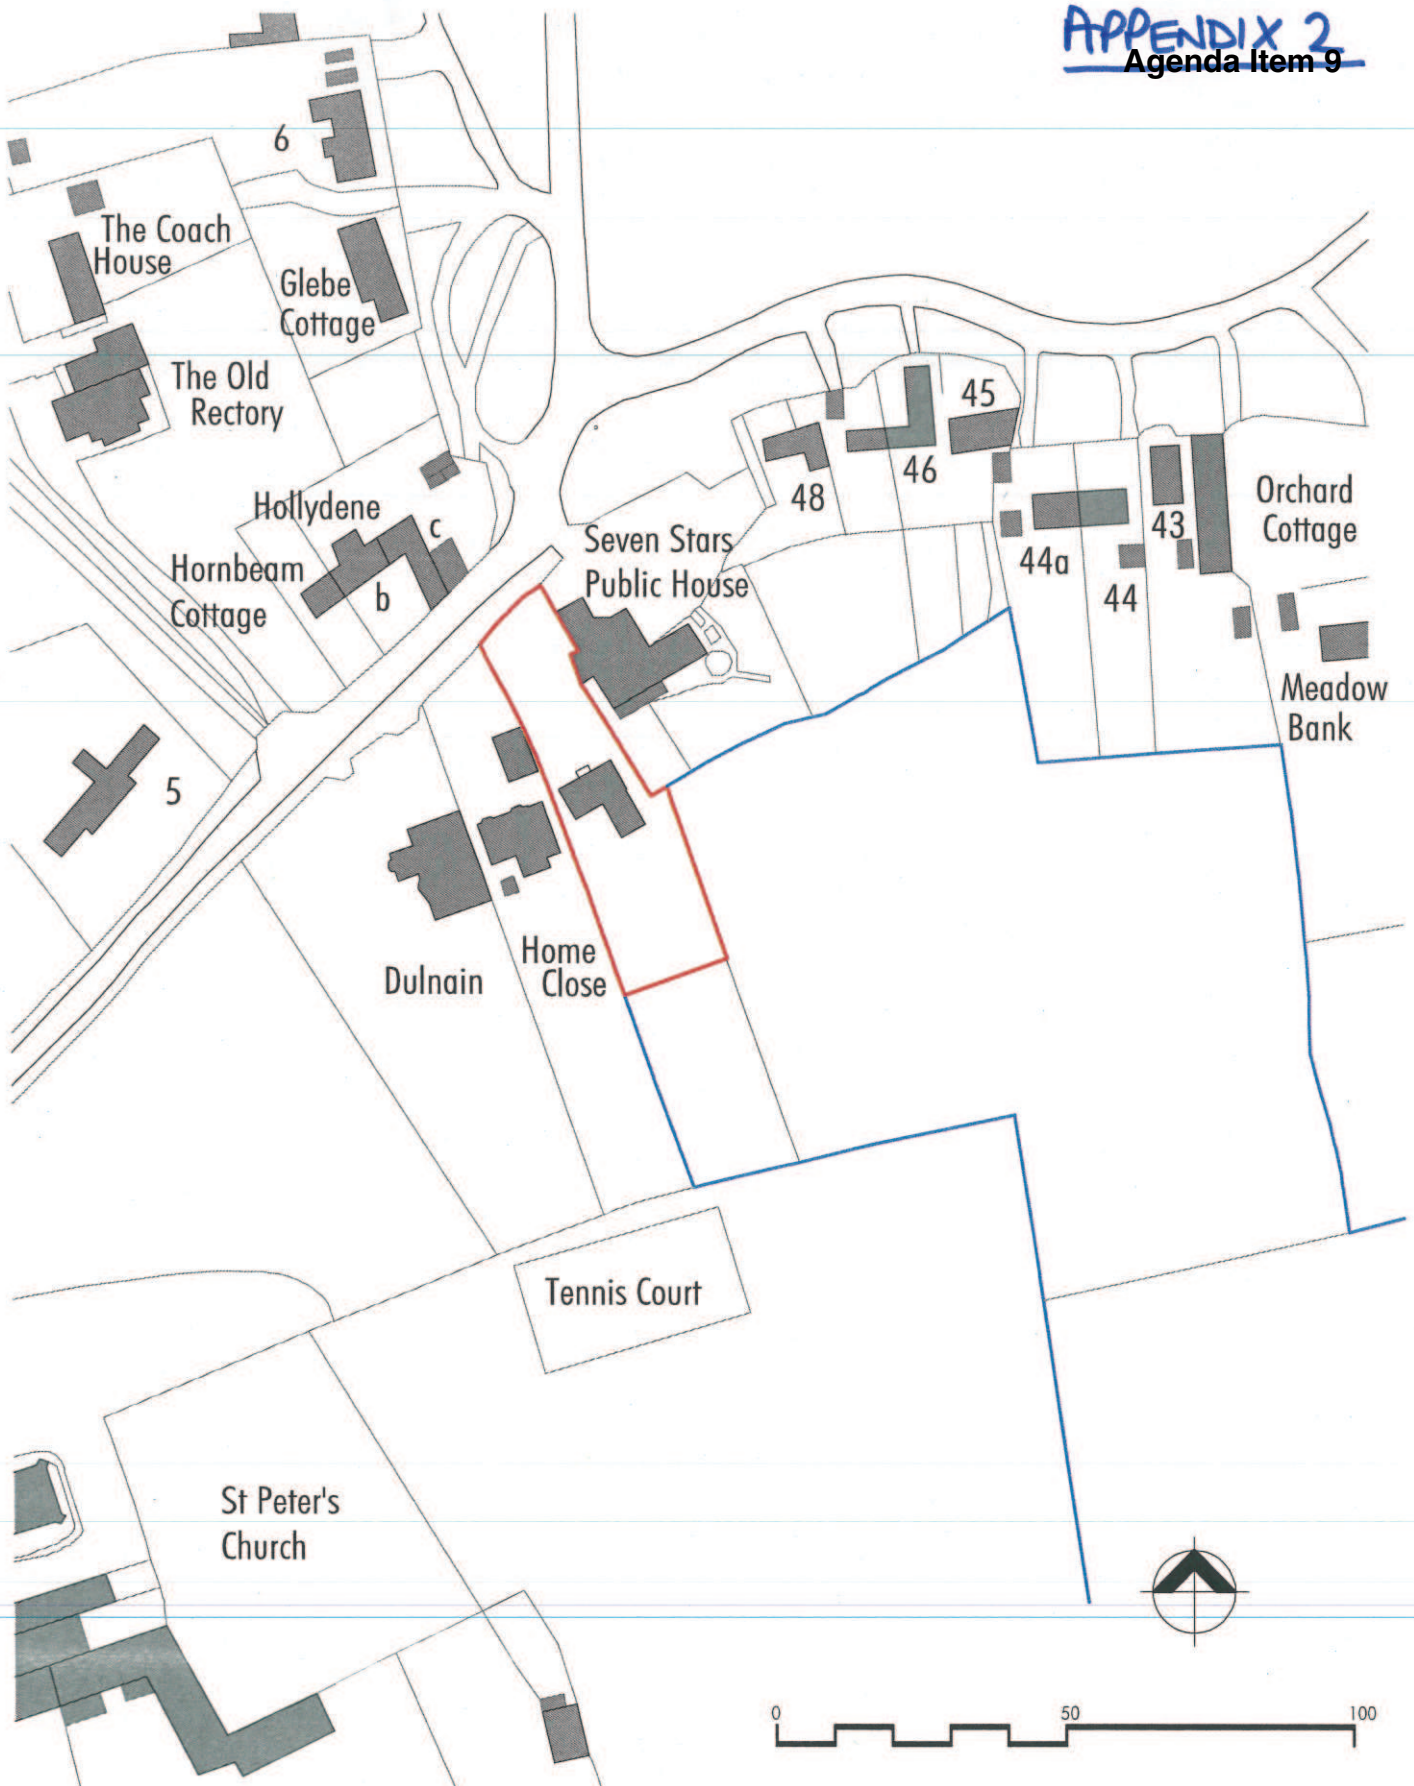 APPENDIX 2
Agenda Item 9
6
The Coach
House
Glebe
Cottage
The Old
Rectory
45
46
48
Hollydene
c
Seven Stars
Public House
Orchard
Cottage
43
44a
44
Hornbeam
Cottage
b
Meadow
Bank
5
Home
Close
Dulnain
Tennis Court
St Peter's
Church
0
50
100